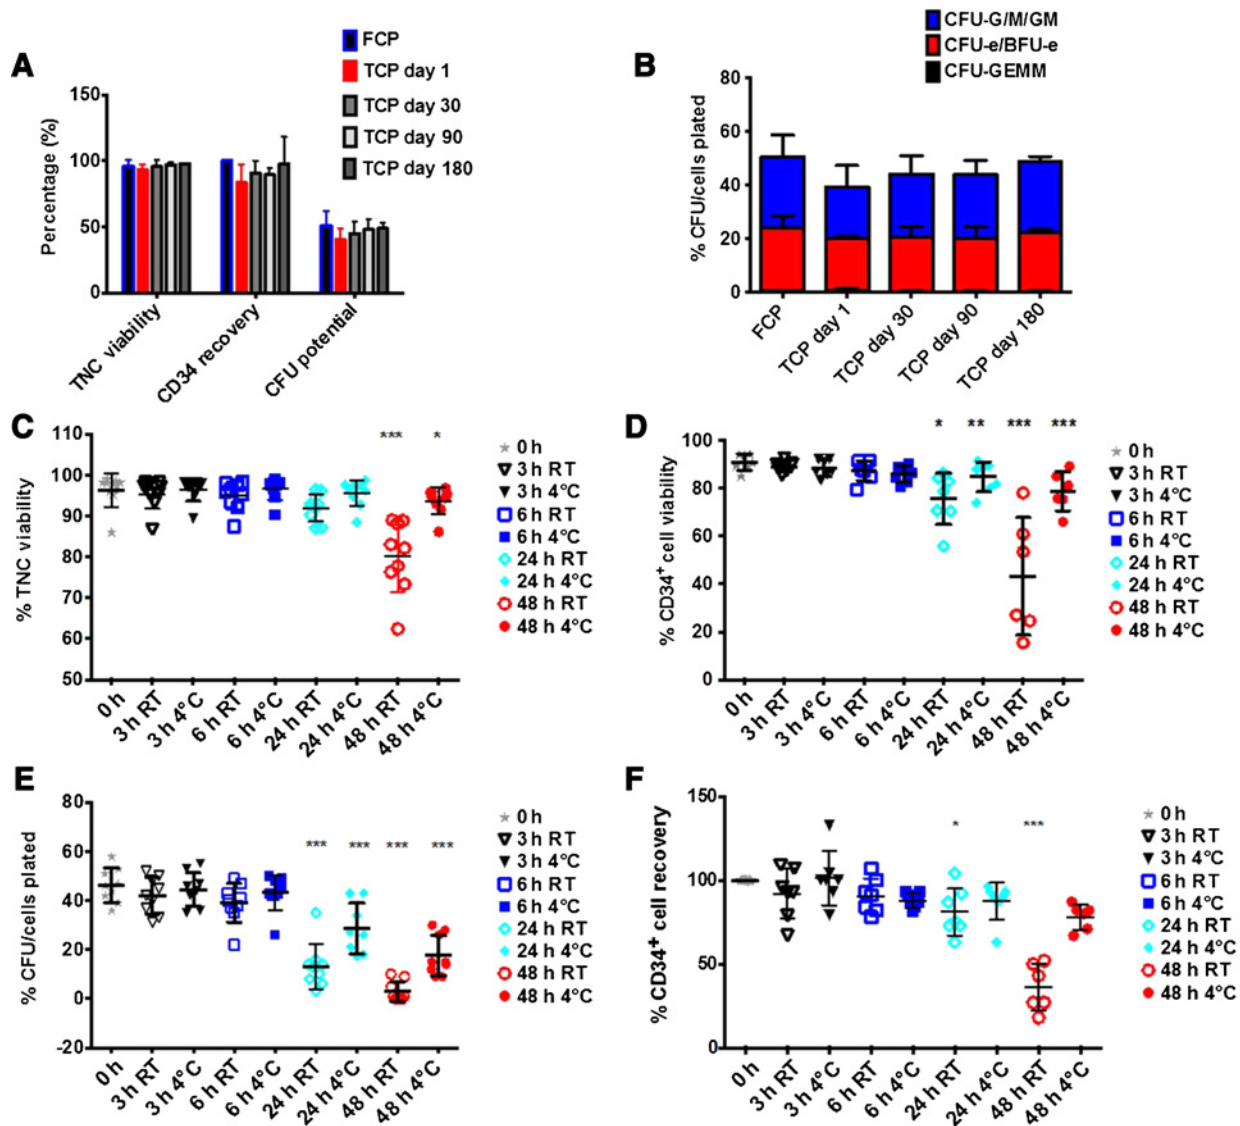 A
FCP
TCP day 1
TCP day 30
TCP day 90
TCP day 180
Percentage (%)
150
100
50
0
TNC viability
CD34 recovery
CFU potential
B
CFU-G/M/GM
CFU-e/BFU-e
CFU-GEMM
% CFU/cells plated
80
60
40
20
0
FCP
TCP day 1
TCP day 30
TCP day 90
TCP day 180
C
% TNC viability
110
100
90
80
70
60
50
***
*
0 h
3 h RT
3 h 4°C
6 h RT
6 h 4°C
24 h RT
24 h 4°C
48 h RT
48 h 4°C
0 h
3 h RT
3 h 4°C
6 h RT
6 h 4°C
24 h RT
24 h 4°C
48 h RT
48 h 4°C
D
% CD34⁺ cell viability
100
80
60
40
20
0
*
**
***
***
0 h
3 h RT
3 h 4°C
6 h RT
6 h 4°C
24 h RT
24 h 4°C
48 h RT
48 h 4°C
0 h
3 h RT
3 h 4°C
6 h RT
6 h 4°C
24 h RT
24 h 4°C
48 h RT
48 h 4°C
E
% CFU/cells plated
80
60
40
20
0
-20
***
***
***
***
0 h
3 h RT
3 h 4°C
6 h RT
6 h 4°C
24 h RT
24 h 4°C
48 h RT
48 h 4°C
0 h
3 h RT
3 h 4°C
6 h RT
6 h 4°C
24 h RT
24 h 4°C
48 h RT
48 h 4°C
F
% CD34⁺ cell recovery
150
100
50
0
*
***
0 h
3 h RT
3 h 4°C
6 h RT
6 h 4°C
24 h RT
24 h 4°C
48 h RT
48 h 4°C
0 h
3 h RT
3 h 4°C
6 h RT
6 h 4°C
24 h RT
24 h 4°C
48 h RT
48 h 4°C